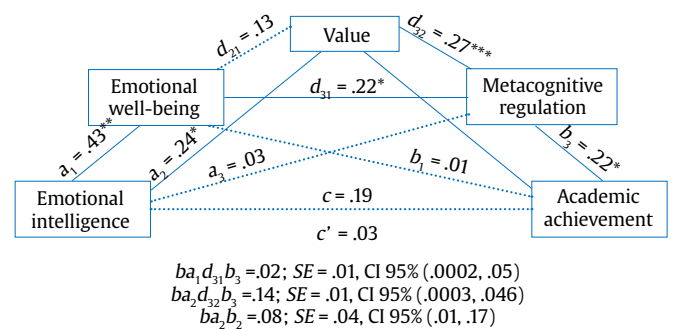 Value
d21 = .13
d32 = .27***
Emotional
well-being
Metacognitive
regulation
d31 = .22*
a1 = .43**
a2 = .24*
a3 = .03
b1 = .01
b3 = .22*
Emotional
intelligence
Academic
achievement
c = .19
c' = .03
ba1d31b3 =.02; SE = .01, CI 95% (.0002, .05)
ba2d32b3 = .14; SE = .01, CI 95% (.0003, .046)
ba2b2 = .08; SE = .04, CI 95% (.01, .17)